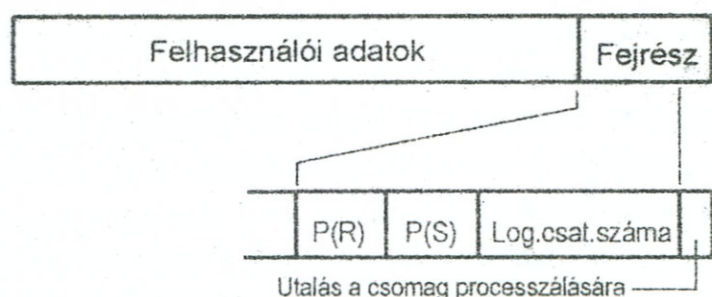 Felhasználói adatok Fejrész
P(R) P(S) Log.csat.száma
Utalás a csomag processzálására